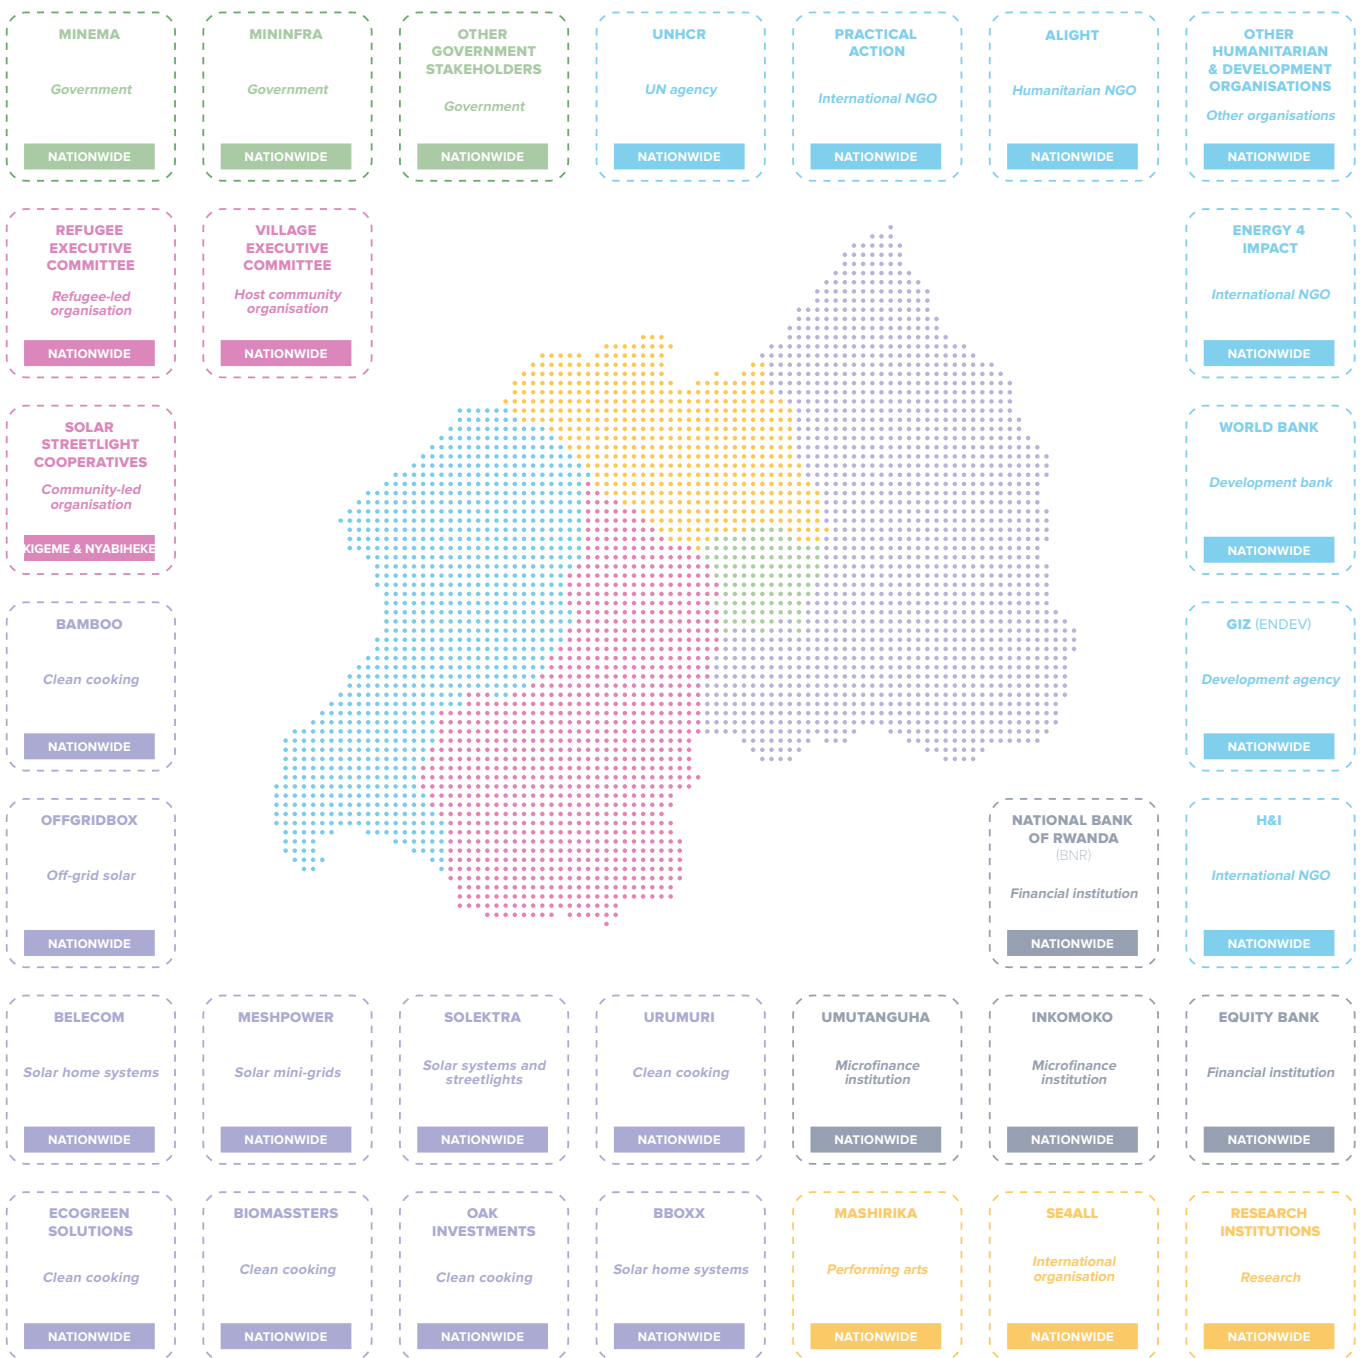 MINEMA
Government
NATIONWIDE
MININFRA
Government
NATIONWIDE
OTHER
GOVERNMENT
STAKEHOLDERS
Government
NATIONWIDE
UNHCR
UN agency
NATIONWIDE
PRACTICAL
ACTION
International NGO
NATIONWIDE
ALIGHT
Humanitarian NGO
NATIONWIDE
OTHER
HUMANITARIAN
& DEVELOPMENT
ORGANISATIONS
Other organisations
NATIONWIDE
REFUGEE
EXECUTIVE
COMMITTEE
Refugee-led
organisation
NATIONWIDE
VILLAGE
EXECUTIVE
COMMITTEE
Host community
organisation
NATIONWIDE
ENERGY 4
IMPACT
International NGO
NATIONWIDE
SOLAR
STREETLIGHT
COOPERATIVES
Community-led
organisation
KIGEME & NYABIHEKE
WORLD BANK
Development bank
NATIONWIDE
BAMBOO
Clean cooking
NATIONWIDE
GIZ (ENDEV)
Development agency
NATIONWIDE
OFFGRIDBOX
Off-grid solar
NATIONWIDE
NATIONAL BANK
OF RWANDA
(BNR)
Financial institution
NATIONWIDE
H&I
International NGO
NATIONWIDE
BELECOM
Solar home systems
NATIONWIDE
MESHPOWER
Solar mini-grids
NATIONWIDE
SOLEKTRA
Solar systems and
streetlights
NATIONWIDE
URUMURI
Clean cooking
NATIONWIDE
UMUTANGUHA
Microfinance
institution
NATIONWIDE
INKOMOKO
Microfinance
institution
NATIONWIDE
EQUITY BANK
Financial institution
NATIONWIDE
ECOGREEN
SOLUTIONS
Clean cooking
NATIONWIDE
BIOMASSTERS
Clean cooking
NATIONWIDE
OAK
INVESTMENTS
Clean cooking
NATIONWIDE
BBOXX
Solar home systems
NATIONWIDE
MASHIRIKA
Performing arts
NATIONWIDE
SE4ALL
International
organisation
NATIONWIDE
RESEARCH
INSTITUTIONS
Research
NATIONWIDE